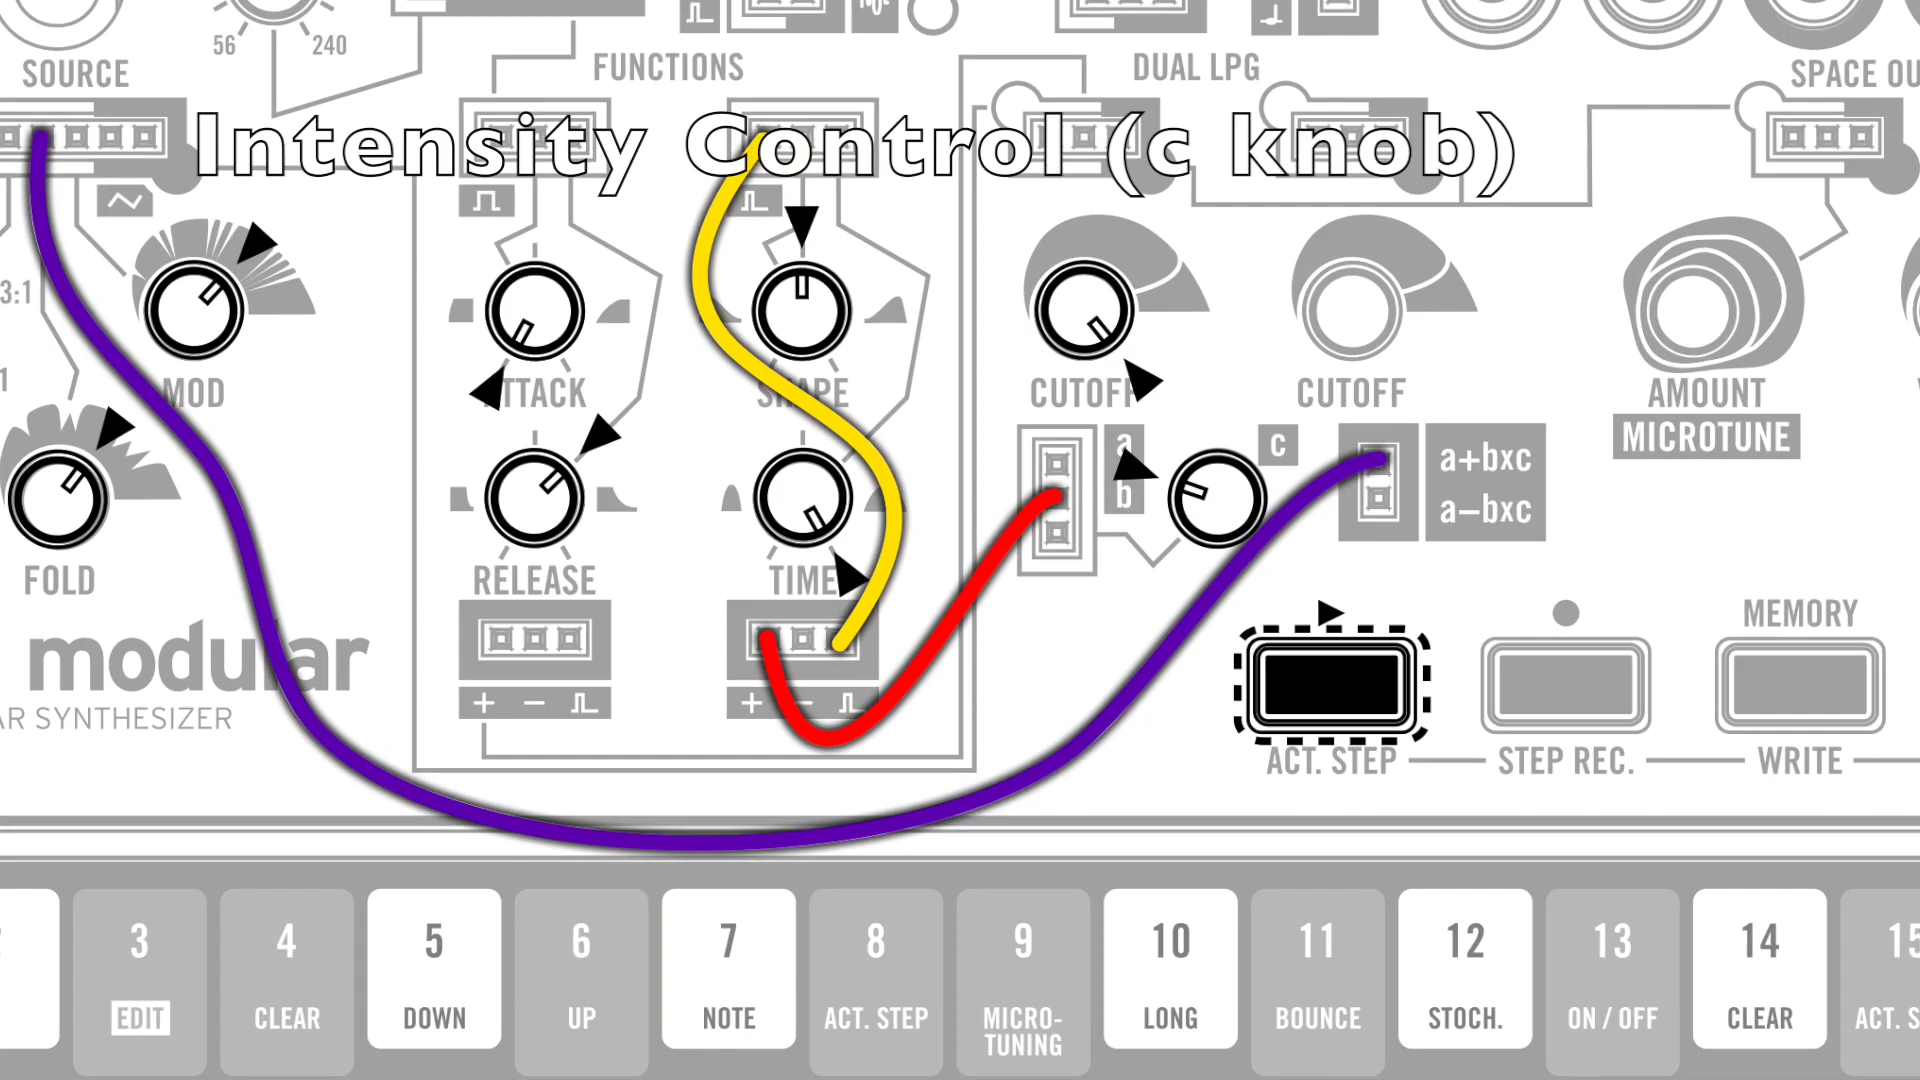 56 240
SOURCE FUNCTIONS DUAL LPG SPACE OU
Intensity Control (c knob)
3:1
1
MOD ATTACK SHAPE CUTOFF CUTOFF AMOUNT
MICROTUNE
a c a+bxc
b a–bxc
FOLD RELEASE TIME MEMORY
modular
AR SYNTHESIZER + – + –
ACT. STEP STEP REC. WRITE
3 4 5 6 7 8 9 10 11 12 13 14 15
EDIT CLEAR DOWN UP NOTE ACT. STEP MICRO- LONG BOUNCE STOCH. ON / OFF CLEAR ACT. S
TUNING